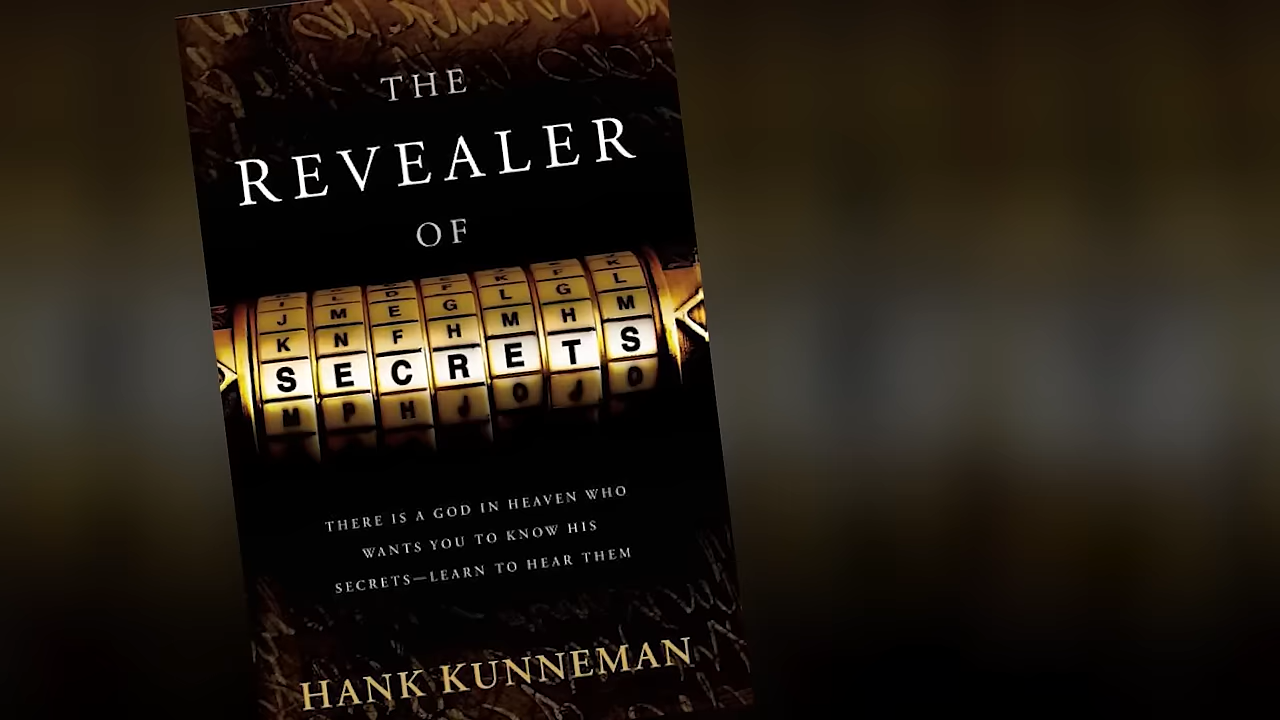 THE
REVEALER
OF
SECRETS
THERE IS A GOD IN HEAVEN WHO
WANTS YOU TO KNOW HIS
SECRETS—LEARN TO HEAR THEM
HANK KUNNEMAN